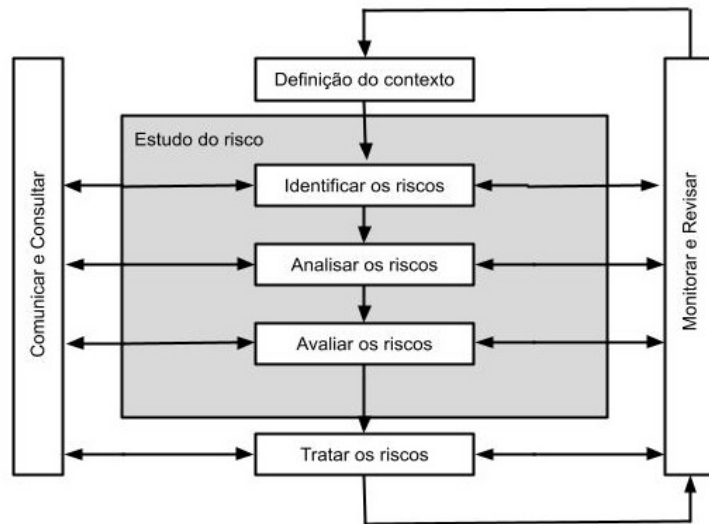 Definição do contexto
Estudo do risco
Identificar os riscos
Analisar os riscos
Avaliar os riscos
Tratar os riscos
Comunicar e Consultar
Monitorar e Revisar